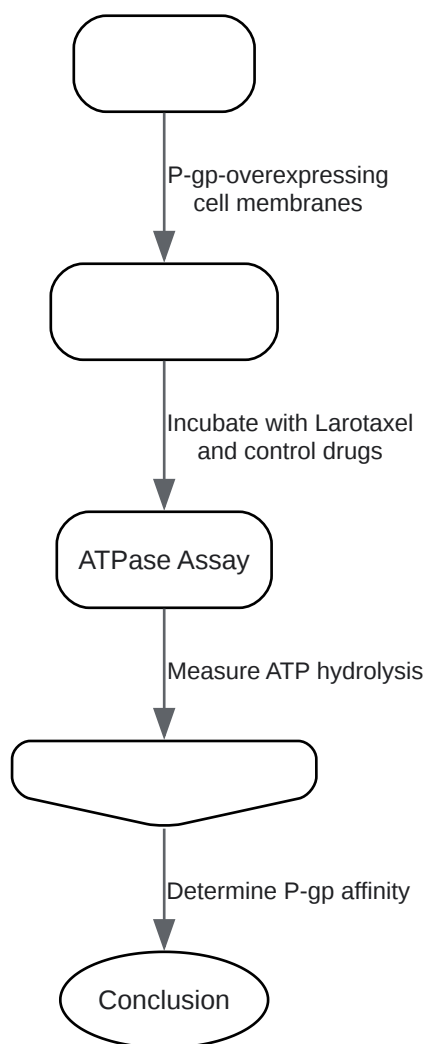 P-gp-overexpressing
cell membranes
Incubate with Larotaxel
and control drugs
ATPase Assay
Measure ATP hydrolysis
Determine P-gp affinity
Conclusion